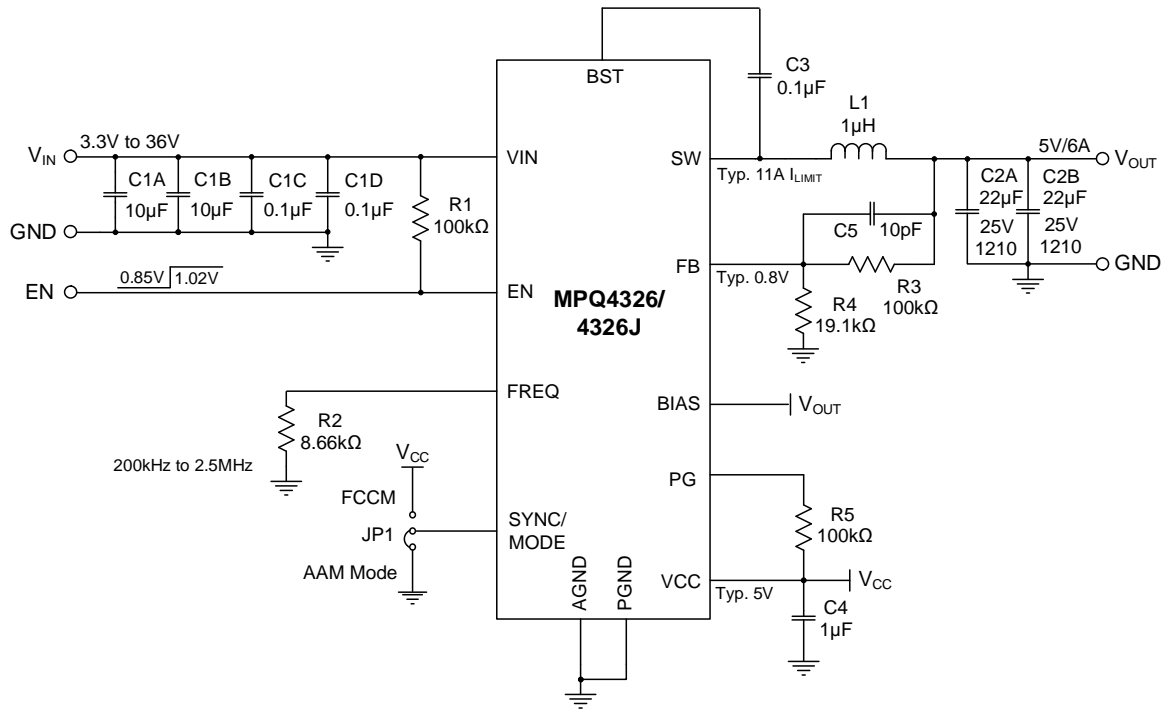 BST
C3
0.1µF
L1
1µH
V_IN
3.3V to 36V
VIN
SW
Typ. 11A I_LIMIT
5V/6A
V_OUT
C1A
10µF
C1B
10µF
C1C
0.1µF
C1D
0.1µF
R1
100kΩ
C2A
22µF
25V
1210
C2B
22µF
25V
1210
GND
C5
10pF
GND
FB
Typ. 0.8V
R3
100kΩ
R4
19.1kΩ
EN
0.85V
1.02V
EN
MPQ4326/
4326J
FREQ
R2
8.66kΩ
200kHz to 2.5MHz
BIAS
V_OUT
V_CC
FCCM
JP1
AAM Mode
SYNC/
MODE
PG
R5
100kΩ
AGND
PGND
VCC
Typ. 5V
V_CC
C4
1µF